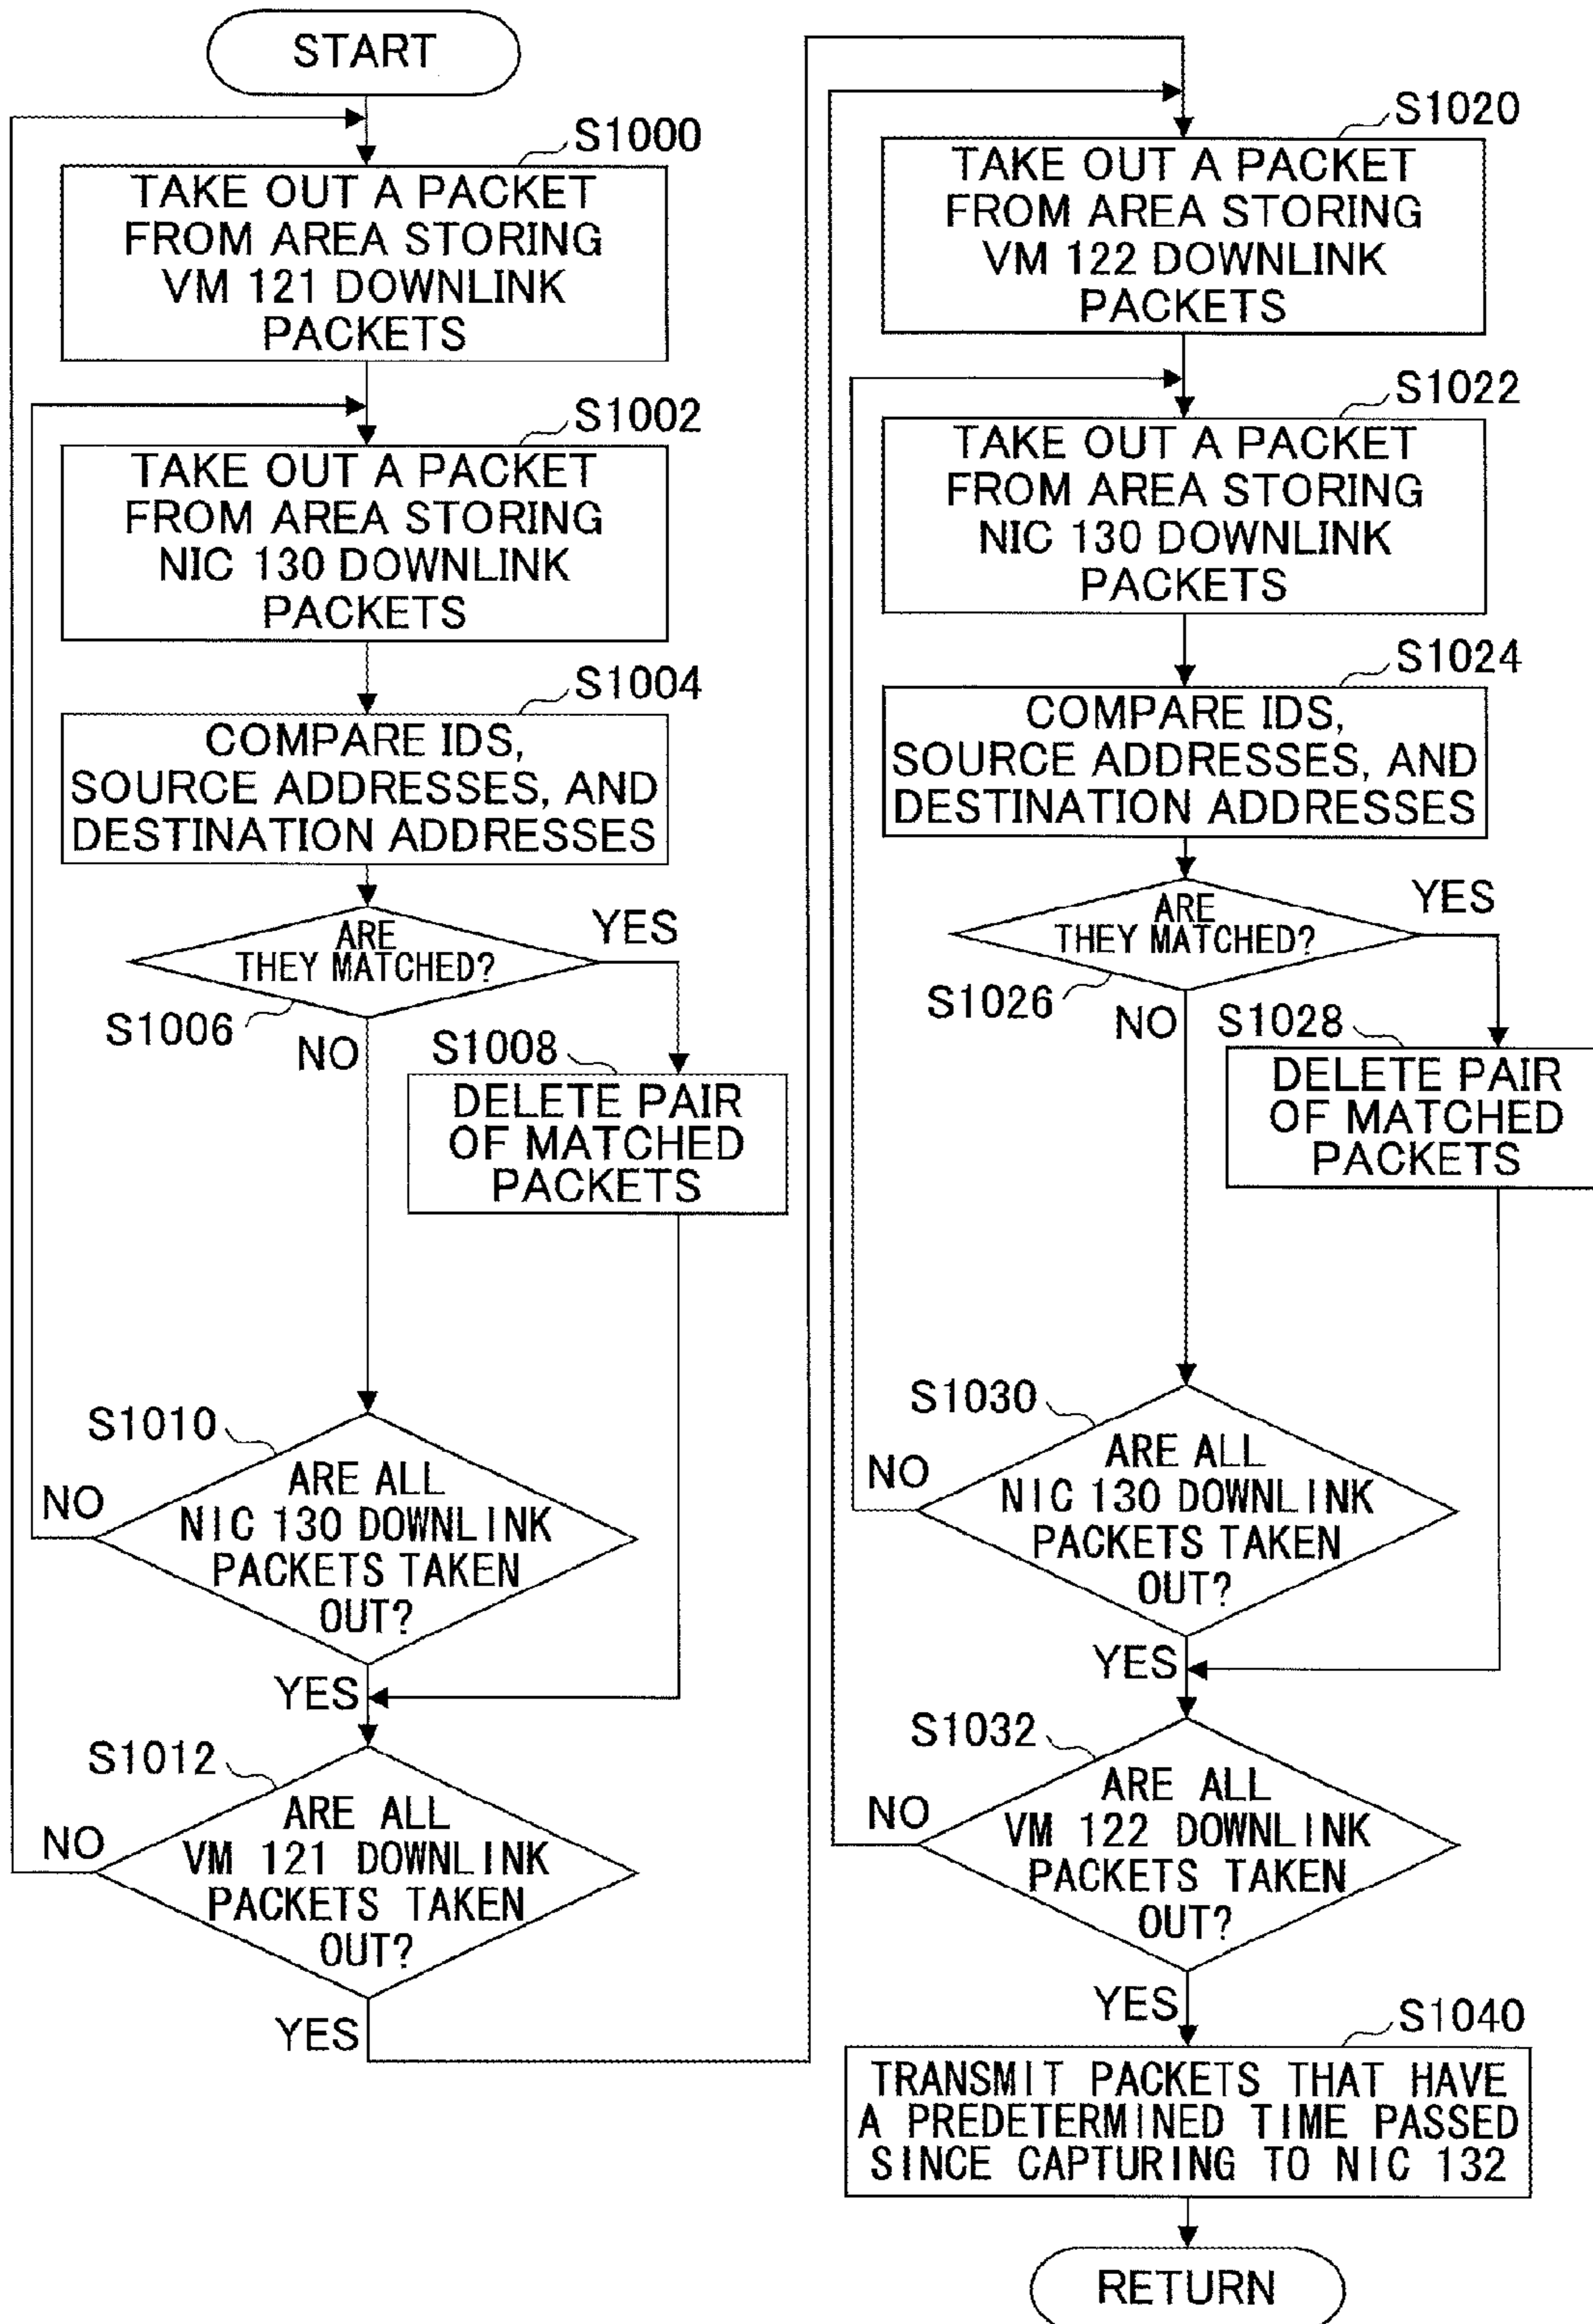 START
S1000
TAKE OUT A PACKET
FROM AREA STORING
VM 121 DOWNLINK
PACKETS
S1002
TAKE OUT A PACKET
FROM AREA STORING
NIC 130 DOWNLINK
PACKETS
S1004
COMPARE IDS,
SOURCE ADDRESSES, AND
DESTINATION ADDRESSES
ARE
THEY MATCHED?
YES
S1006
NO
S1008
DELETE PAIR
OF MATCHED
PACKETS
S1010
ARE ALL
NIC 130 DOWNLINK
PACKETS TAKEN
OUT?
NO
YES
S1012
ARE ALL
VM 121 DOWNLINK
PACKETS TAKEN
OUT?
NO
YES
S1020
TAKE OUT A PACKET
FROM AREA STORING
VM 122 DOWNLINK
PACKETS
S1022
TAKE OUT A PACKET
FROM AREA STORING
NIC 130 DOWNLINK
PACKETS
S1024
COMPARE IDS,
SOURCE ADDRESSES, AND
DESTINATION ADDRESSES
ARE
THEY MATCHED?
YES
S1026
NO
S1028
DELETE PAIR
OF MATCHED
PACKETS
S1030
ARE ALL
NIC 130 DOWNLINK
PACKETS TAKEN
OUT?
NO
YES
S1032
ARE ALL
VM 122 DOWNLINK
PACKETS TAKEN
OUT?
NO
YES
S1040
TRANSMIT PACKETS THAT HAVE
A PREDETERMINED TIME PASSED
SINCE CAPTURING TO NIC 132
RETURN